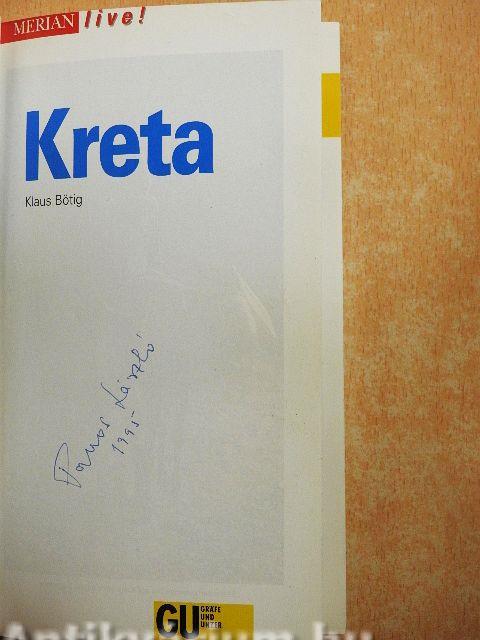 MERIAN live!
Kreta
Klaus Bötig
László
1995
GU GRÄFE
UND
UNZER